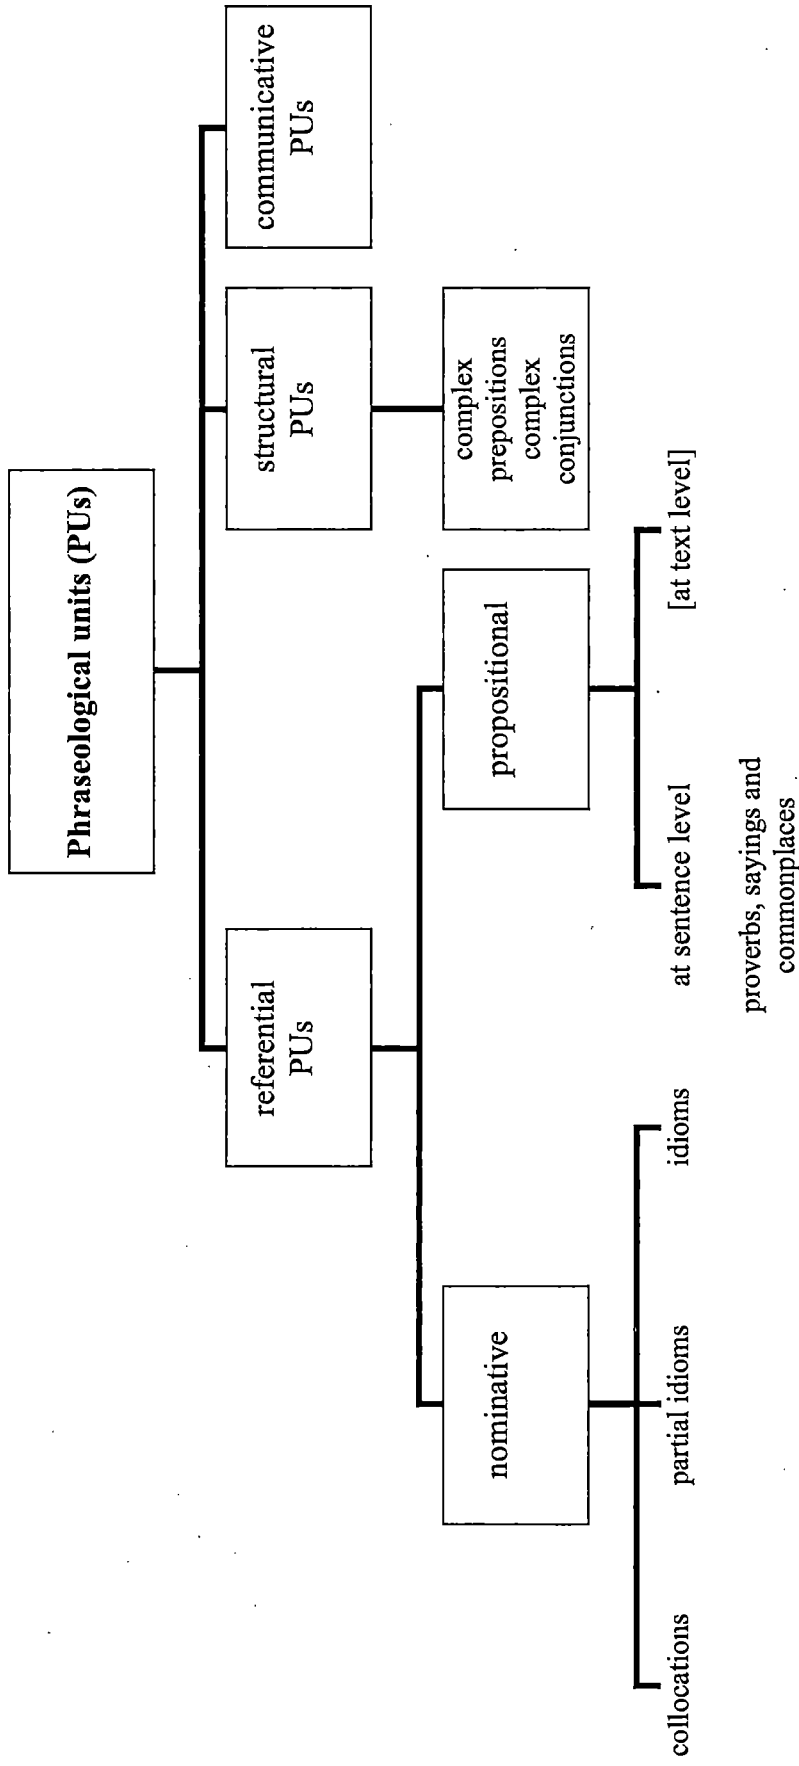 Phraseological units (PUs)
referential
PUs
structural
PUs
communicative
PUs
nominative
propositional
complex
prepositions
complex
conjunctions
collocations
partial idioms
idioms
at sentence level
[at text level]
proverbs, sayings and
commonplaces